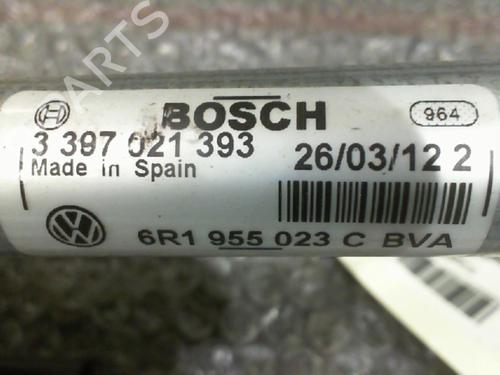 PARTS
BOSCH
964
3 397 021 393
26/03/12 2
Made in Spain
6R1 955 023 C BVA